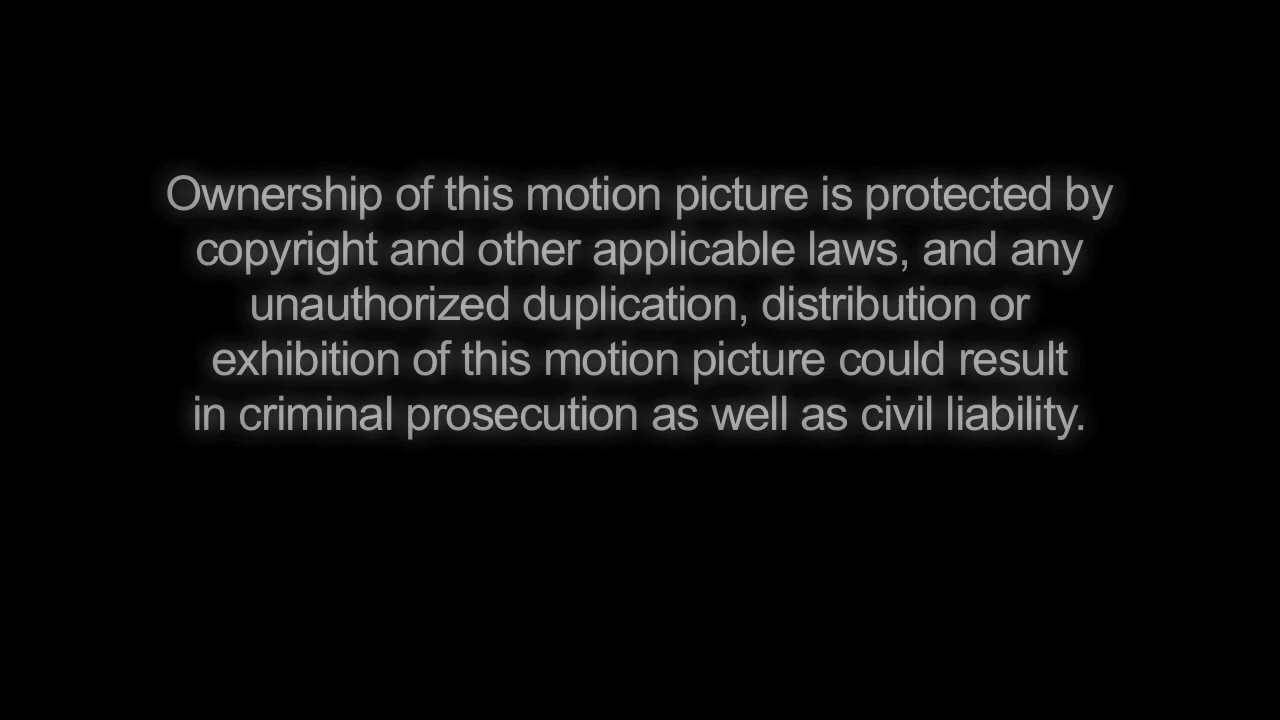 Ownership of this motion picture is protected by
copyright and other applicable laws, and any
unauthorized duplication, distribution or
exhibition of this motion picture could result
in criminal prosecution as well as civil liability.